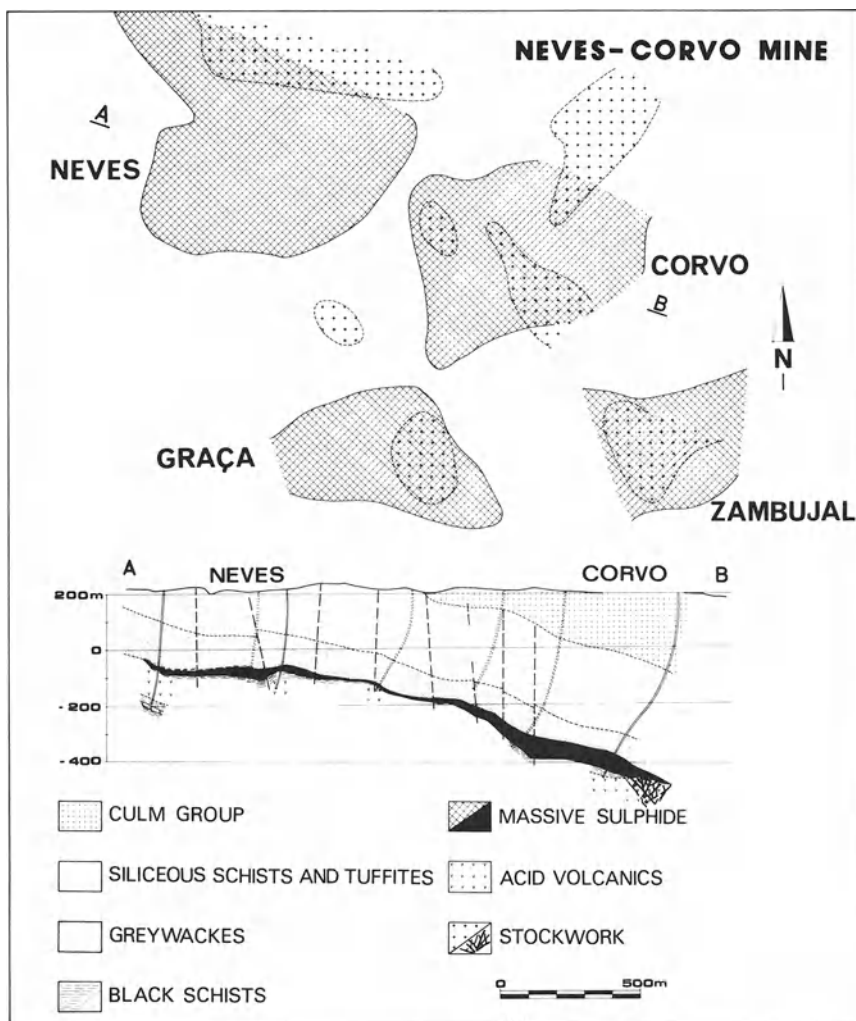 NEVES-CORVO MINE
A
NEVES
CORVO
B
N
GRAÇA
ZAMBUJAL
A NEVES CORVO B
200m
0
-200
-400
CULM GROUP
MASSIVE SULPHIDE
SILICEOUS SCHISTS AND TUFFITES
ACID VOLCANICS
GREYWACKES
STOCKWORK
BLACK SCHISTS
0 500m